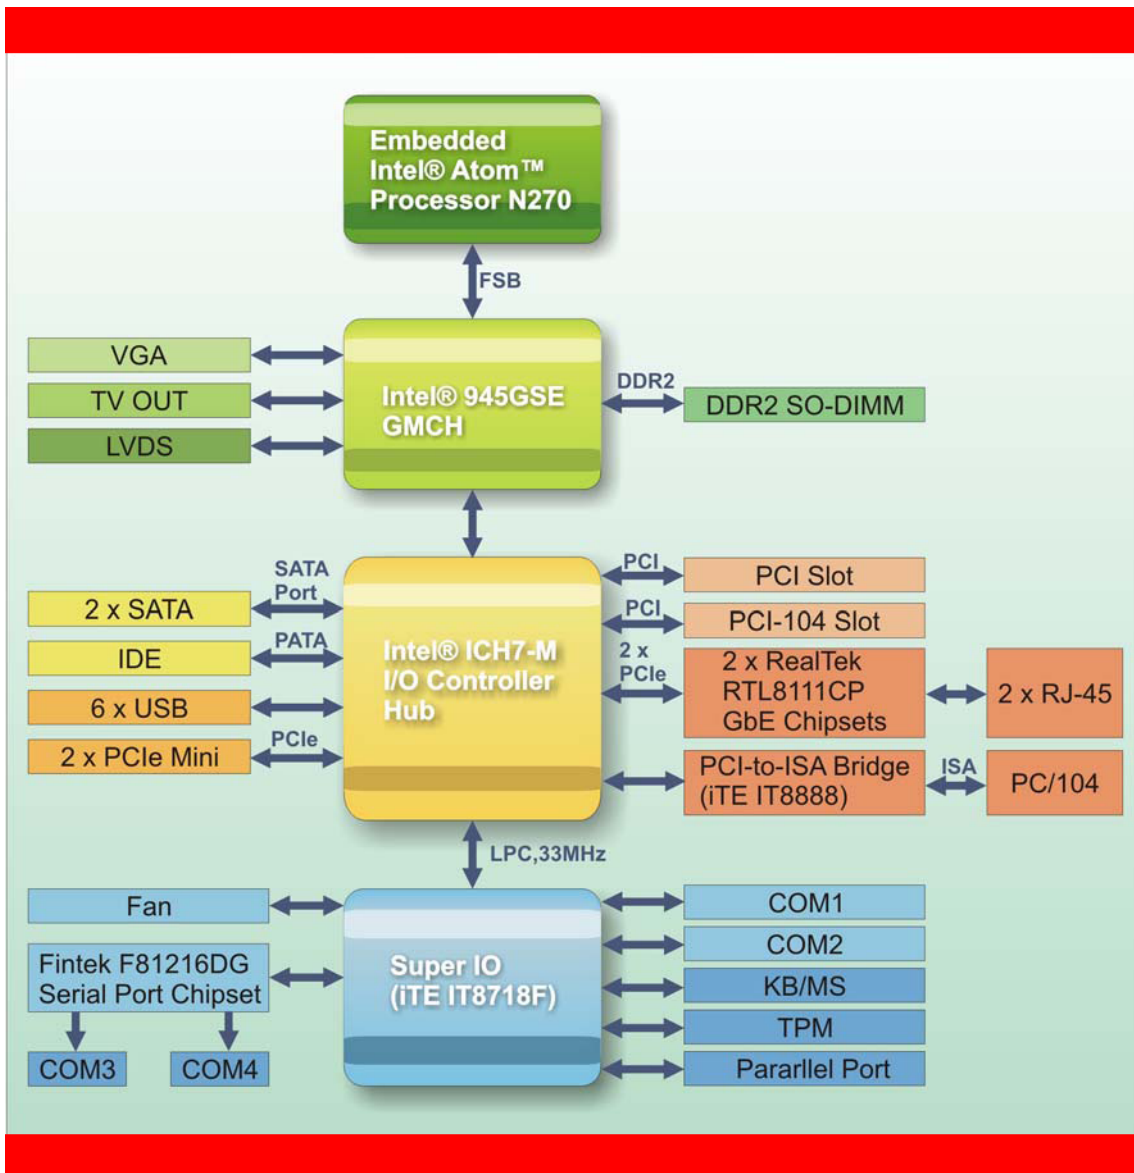 Embedded
Intel® Atom™
Processor N270
FSB
VGA
TV OUT
LVDS
Intel® 945GSE
GMCH
DDR2
DDR2 SO-DIMM
SATA
Port
2 x SATA
PATA
IDE
6 x USB
PCIe
2 x PCIe Mini
Intel® ICH7-M
I/O Controller
Hub
PCI
PCI Slot
PCI
PCI-104 Slot
2 x
PCIe
2 x RealTek
RTL8111CP
GbE Chipsets
2 x RJ-45
PCI-to-ISA Bridge
(iTE IT8888)
ISA
PC/104
LPC,33MHz
Fan
Fintek F81216DG
Serial Port Chipset
COM3
COM4
Super IO
(iTE IT8718F)
COM1
COM2
KB/MS
TPM
Pararllel Port